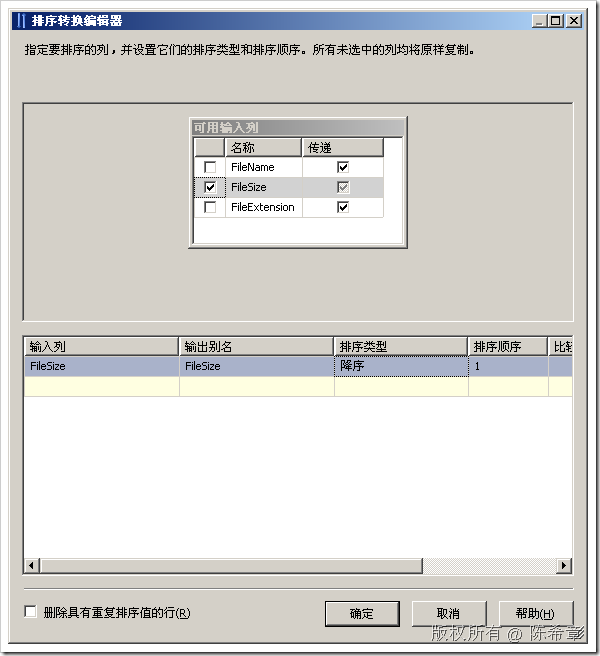 排序转换编辑器
指定要排序的列，并设置它们的排序类型和排序顺序。所有未选中的列均将原样复制。
可用输入列
名称 传递
FileName
FileSize
FileExtension
输入列 输出别名 排序类型 排序顺序 比较
FileSize FileSize 降序 1
删除具有重复排序值的行(R)
确定 取消 帮助(H)
版权所有 @ 陈希章